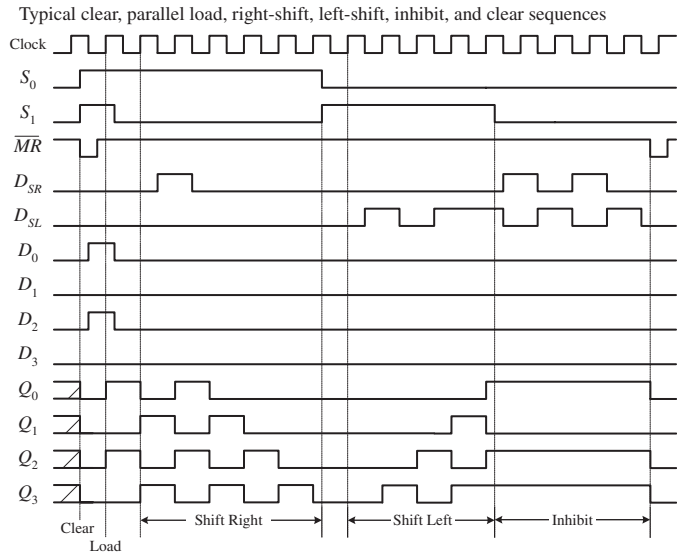 Typical clear, parallel load, right-shift, left-shift, inhibit, and clear sequences
Clock
S0
S1
MR
DSR
DSL
D0
D1
D2
D3
Q0
Q1
Q2
Q3
Clear
Load
Shift Right
Shift Left
Inhibit